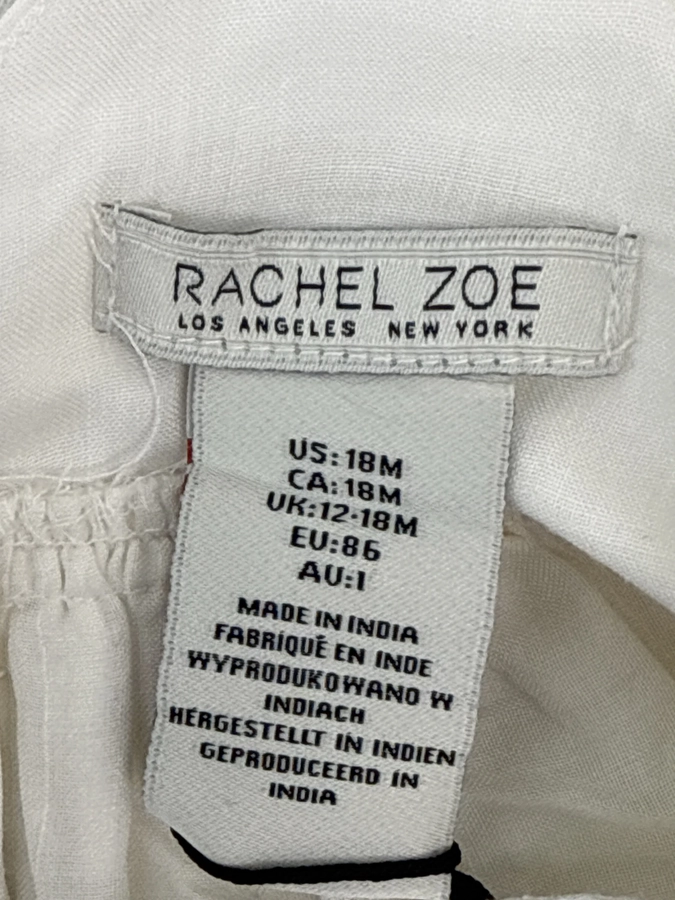 RACHEL ZOE
LOS ANGELES NEW YORK
US:18M
CA:18M
UK:12-18M
EU:86
AU:1
MADE IN INDIA
FABRIQUÉ EN INDE
WYPRODUKOWANO W
INDIACH
HERGESTELLT IN INDIEN
GEPRODUCEERD IN
INDIA